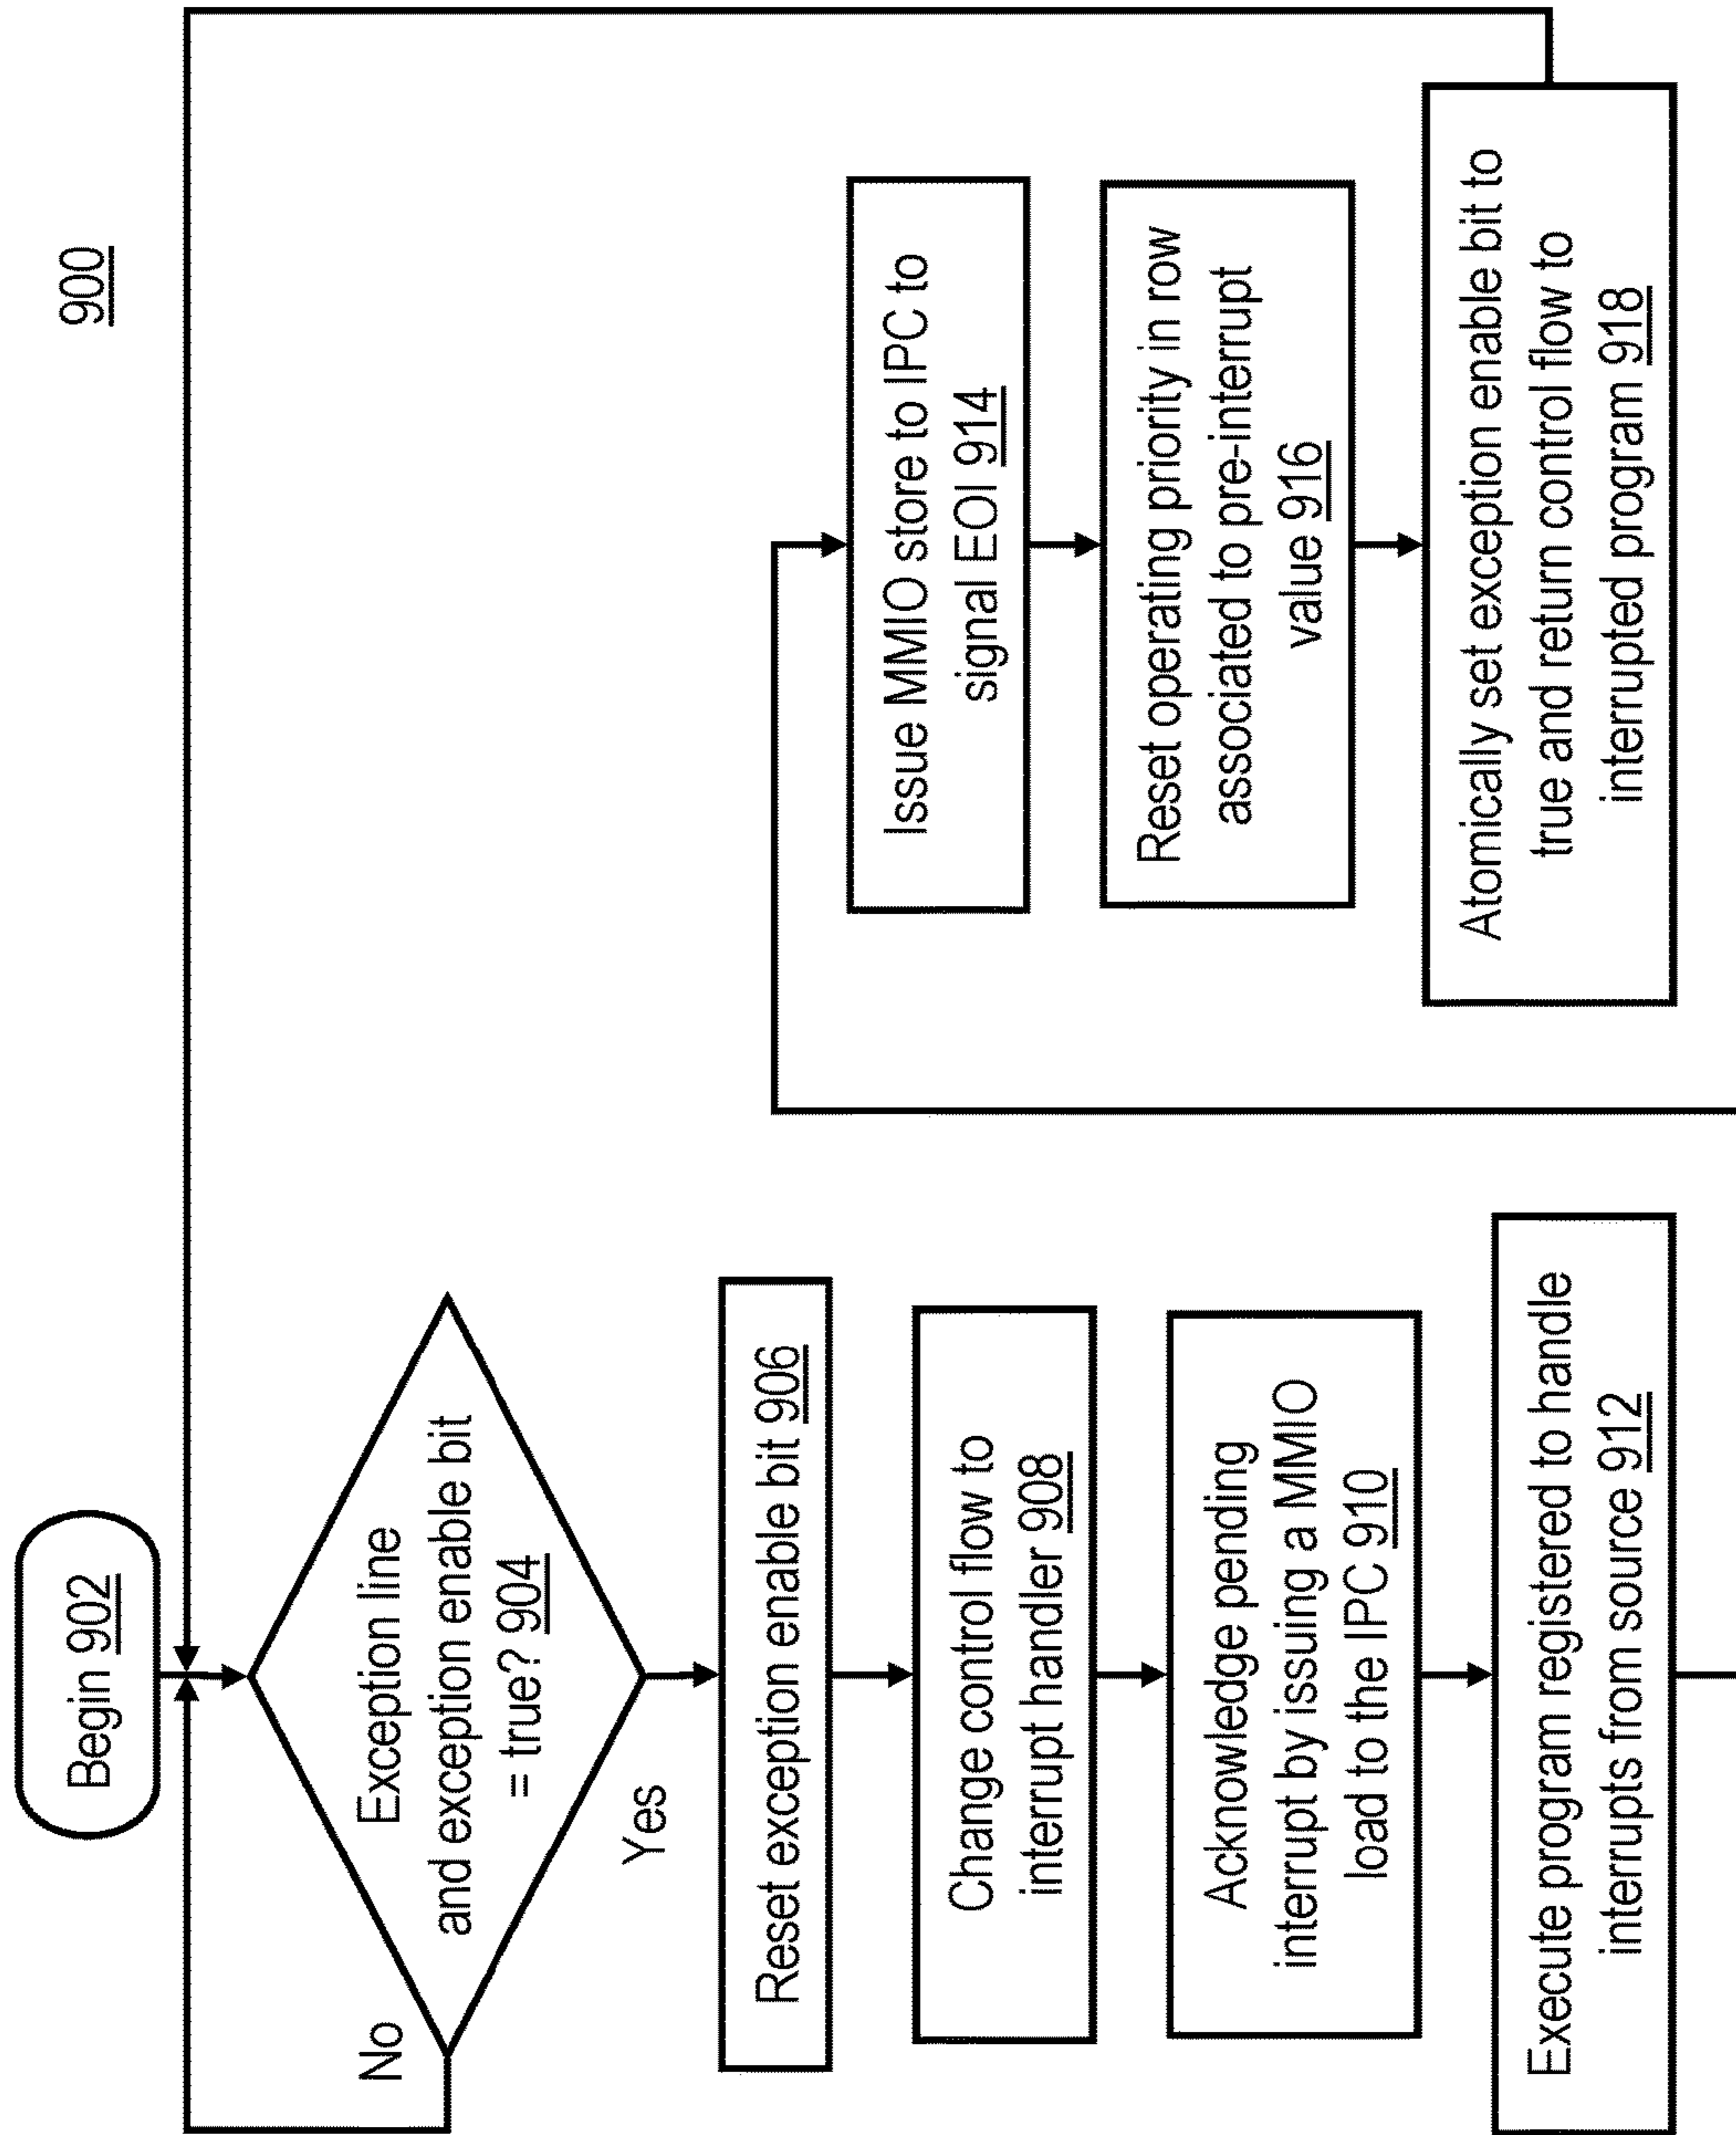 900
Begin 902
Exception line
and exception enable bit
= true? 904
No
Yes
Reset exception enable bit 906
Change control flow to
interrupt handler 908
Acknowledge pending
interrupt by issuing a MMIO
load to the IPC 910
Execute program registered to handle
interrupts from source 912
Issue MMIO store to IPC to
signal EOI 914
Reset operating priority in row
associated to pre-interrupt
value 916
Atomically set exception enable bit to
true and return control flow to
interrupted program 918